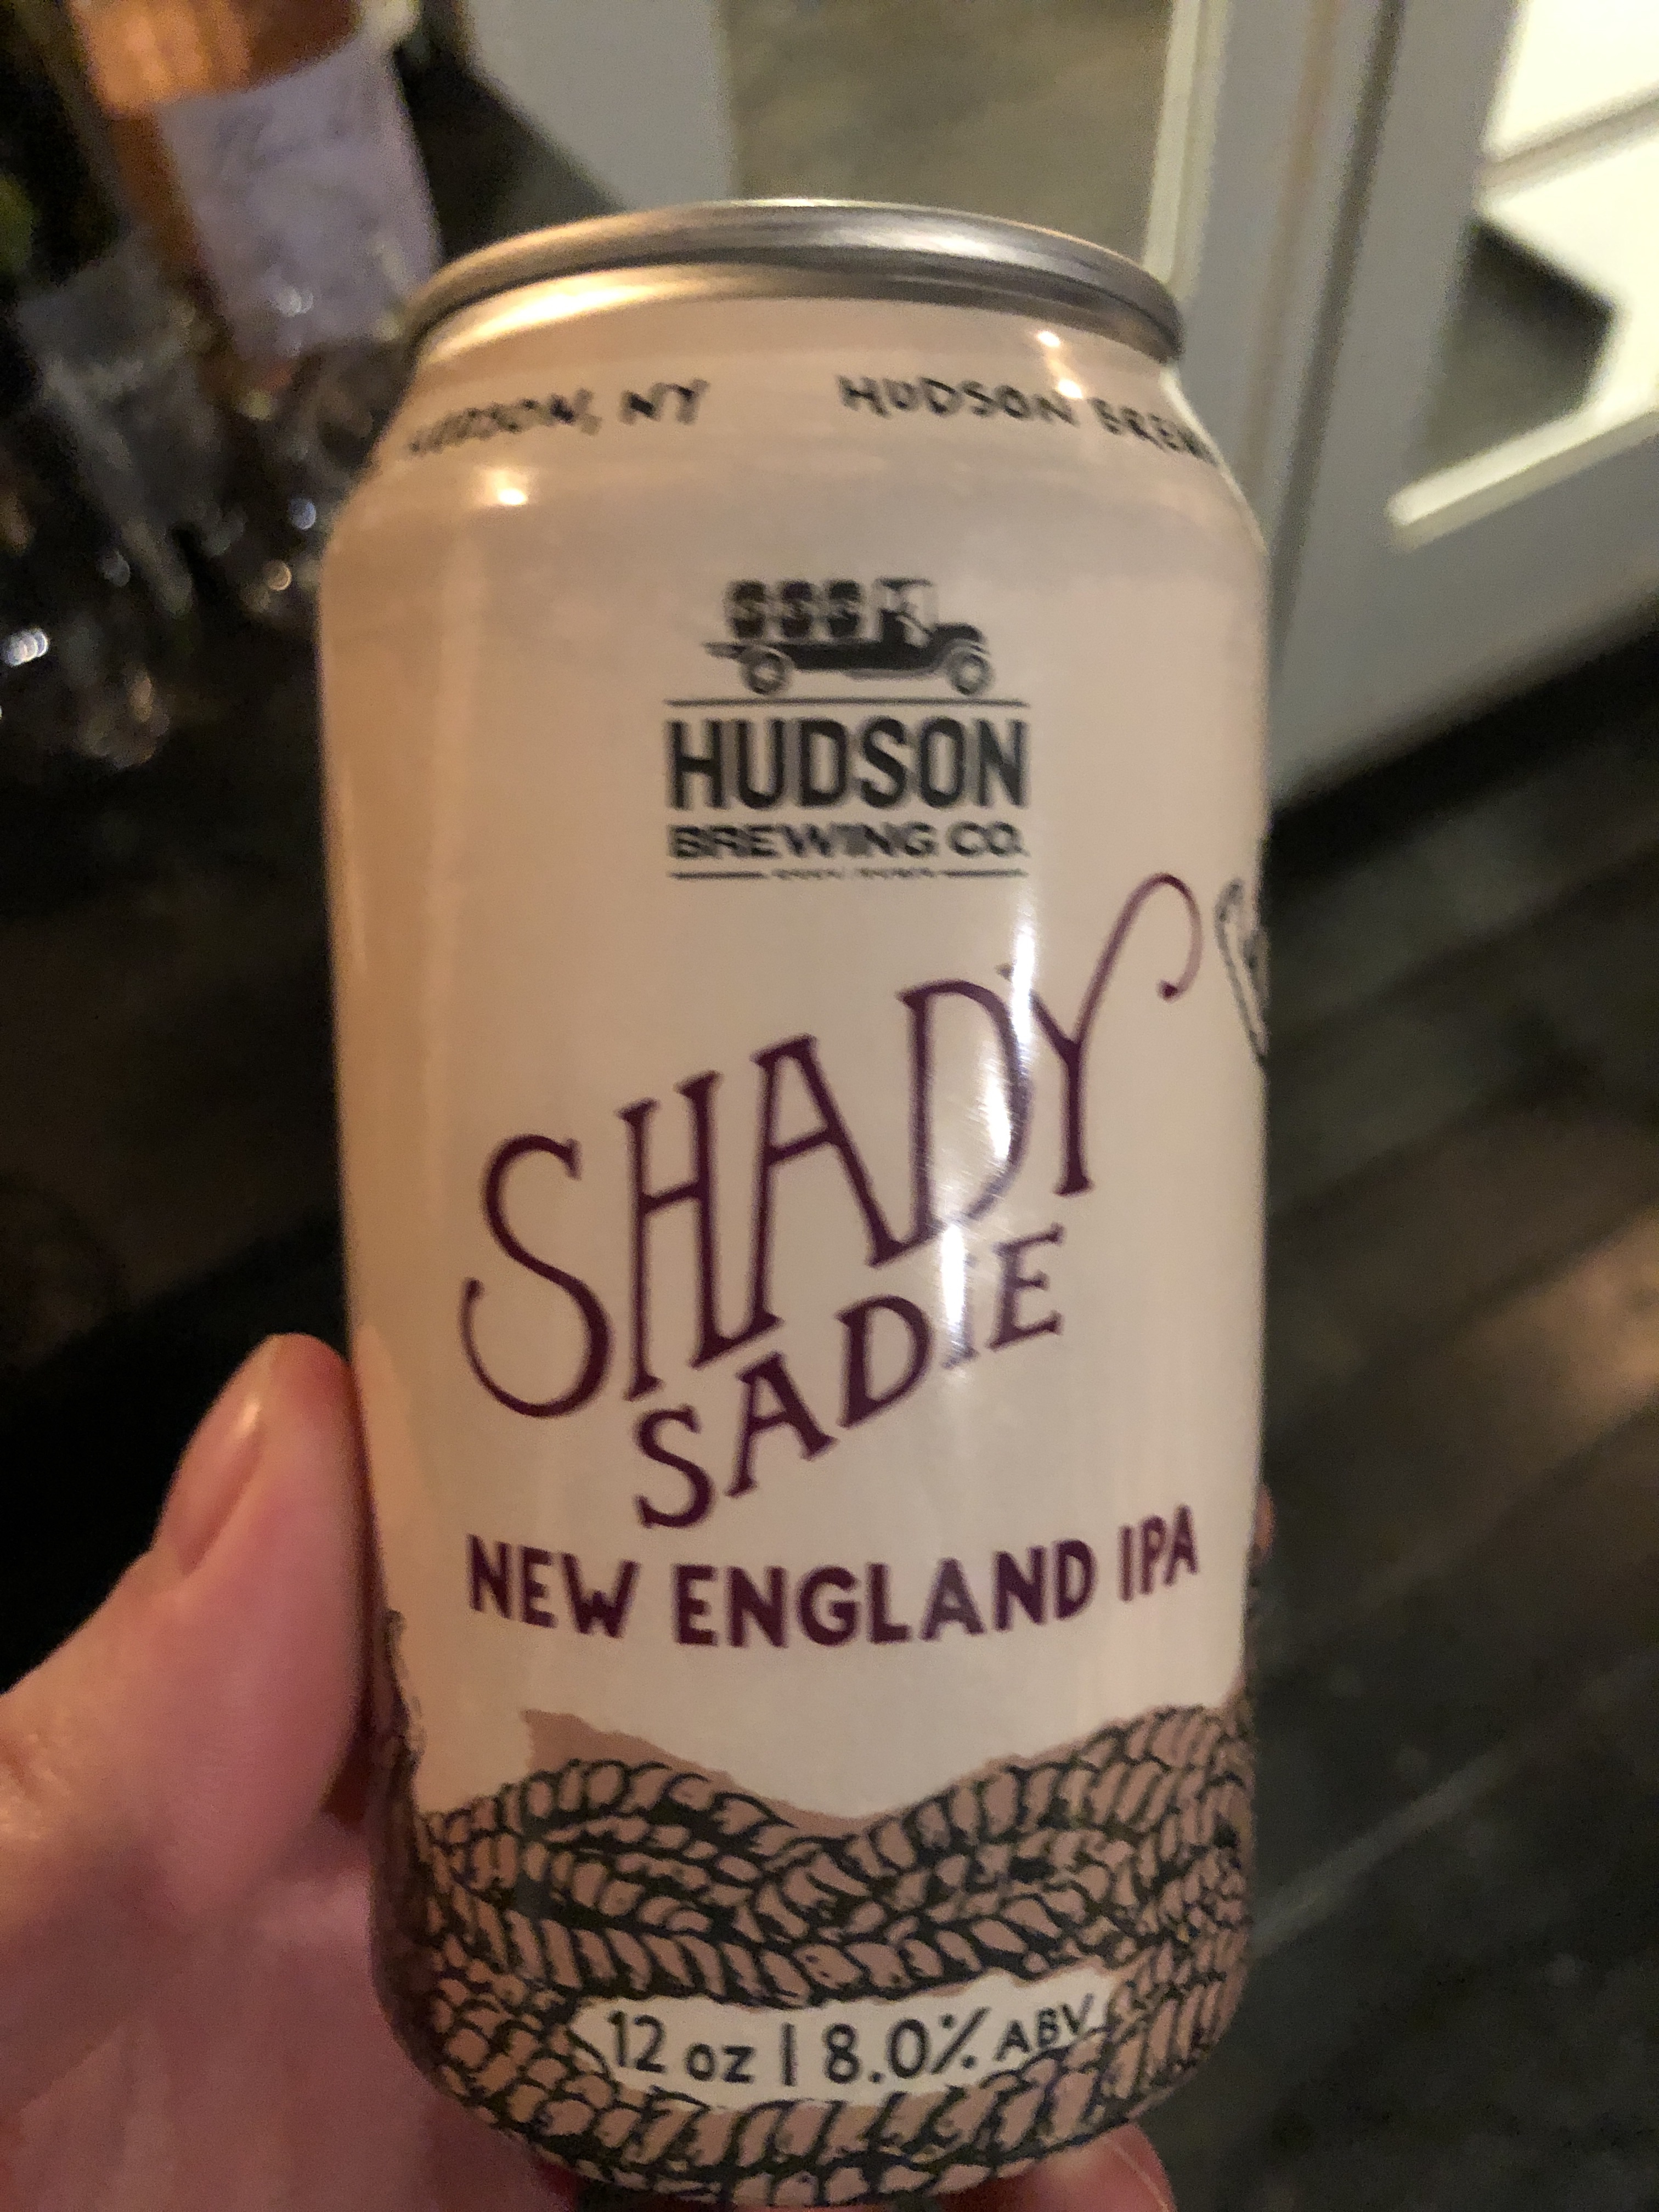 HUDSON, NY HUDSON
HUDSON
BREWING CO.
SHADY
SADIE
NEW ENGLAND IPA
12 oz | 8.0% ABV